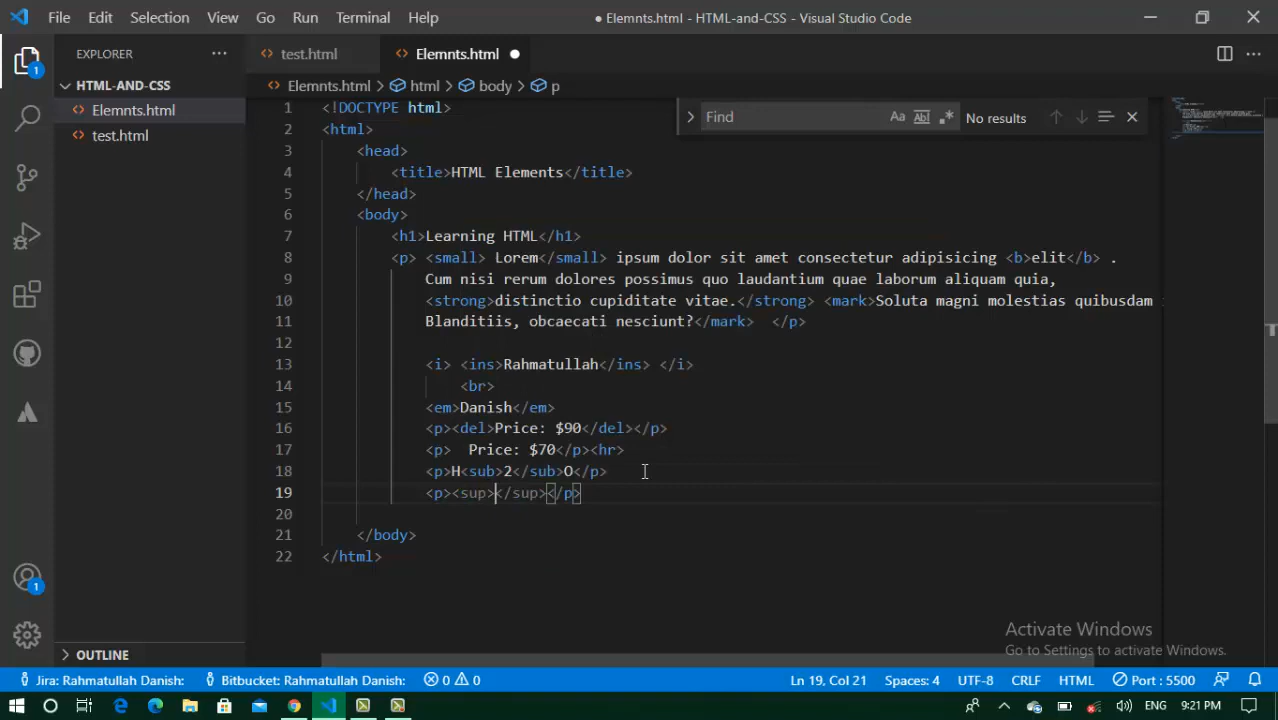 File Edit Selection View Go Run Terminal Help
● Elemnts.html - HTML-and-CSS - Visual Studio Code
EXPLORER
HTML-AND-CSS
Elemnts.html
test.html
OUTLINE
1
1
test.html Elemnts.html
Elemnts.html > html > body > p
Find Aa Ab .* No results
1 <!DOCTYPE html>
2 <html>
3 <head>
4 <title>HTML Elements</title>
5 </head>
6 <body>
7 <h1>Learning HTML</h1>
8 <p> <small> Lorem</small> ipsum dolor sit amet consectetur adipisicing <b>elit</b> .
9 Cum nisi rerum dolores possimus quo laudantium quae laborum aliquam quia,
10 <strong>distinctio cupiditate vitae.</strong> <mark>Soluta magni molestias quibusdam
11 Blanditiis, obcaecati nesciunt?</mark> </p>
12
13 <i> <ins>Rahmatullah</ins> </i>
14 <br>
15 <em>Danish</em>
16 <p><del>Price: $90</del></p>
17 <p> Price: $70</p><hr>
18 <p>H<sub>2</sub>O</p>
19 <p><sup></sup></p>
20
21 </body>
22 </html>
Activate Windows
Go to Settings to activate Windows.
Jira: Rahmatullah Danish: Bitbucket: Rahmatullah Danish: 0 0 Ln 19, Col 21 Spaces: 4 UTF-8 CRLF HTML Port : 5500
ENG 9:21 PM